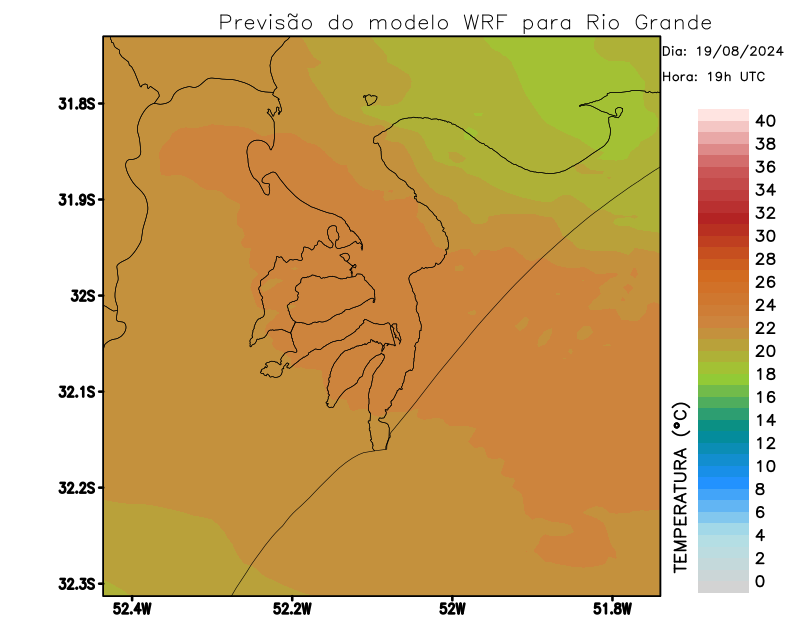 Previsão do modelo WRF para Rio Grande
Dia: 19/08/2024
Hora: 19h UTC
31.8S
31.9S
32S
32.1S
32.2S
32.3S
52.4W
52.2W
52W
51.8W
TEMPERATURA (ºC)
40
38
36
34
32
30
28
26
24
22
20
18
16
14
12
10
8
6
4
2
0